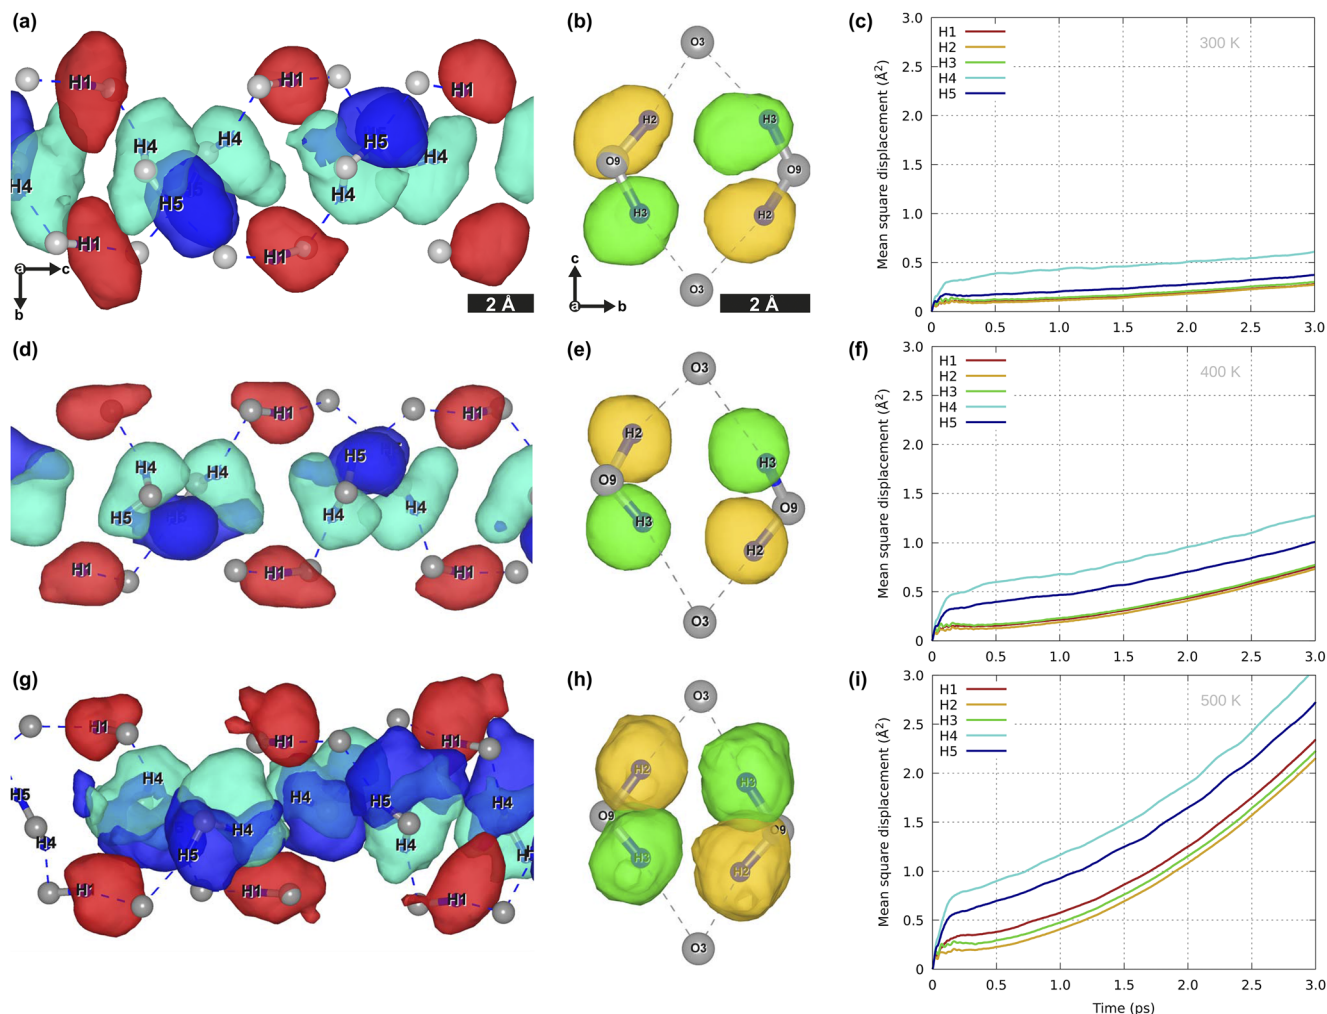 (a)
H1
H1
H1
H4
H4
H5
H4
H5
H4
H4
H1
H1
a
c
b
2 Å
(b)
O3
H2
H3
O9
O9
H3
H2
O3
c
a
b
2 Å
(c)
3.0
2.5
2.0
1.5
1.0
0.5
0
Mean square displacement (Å²)
H1
H2
H3
H4
H5
300 K
0
0.5
1.0
1.5
2.0
2.5
3.0
(d)
H1
H1
H4
H4
H5
H5
H5
H4
H4
H1
H1
H1
(e)
O3
H2
H3
O9
O9
H3
H2
O3
(f)
3.0
2.5
2.0
1.5
1.0
0.5
0
Mean square displacement (Å²)
H1
H2
H3
H4
H5
400 K
0
0.5
1.0
1.5
2.0
2.5
3.0
(g)
H1
H1
H1
H4
H5
H4
H5
H4
H4
H4
H4
H5
H1
H1
H1
(h)
O3
H2
H3
O9
O9
H3
H2
O3
(i)
3.0
2.5
2.0
1.5
1.0
0.5
0
Mean square displacement (Å²)
H1
H2
H3
H4
H5
500 K
0
0.5
1.0
1.5
2.0
2.5
3.0
Time (ps)